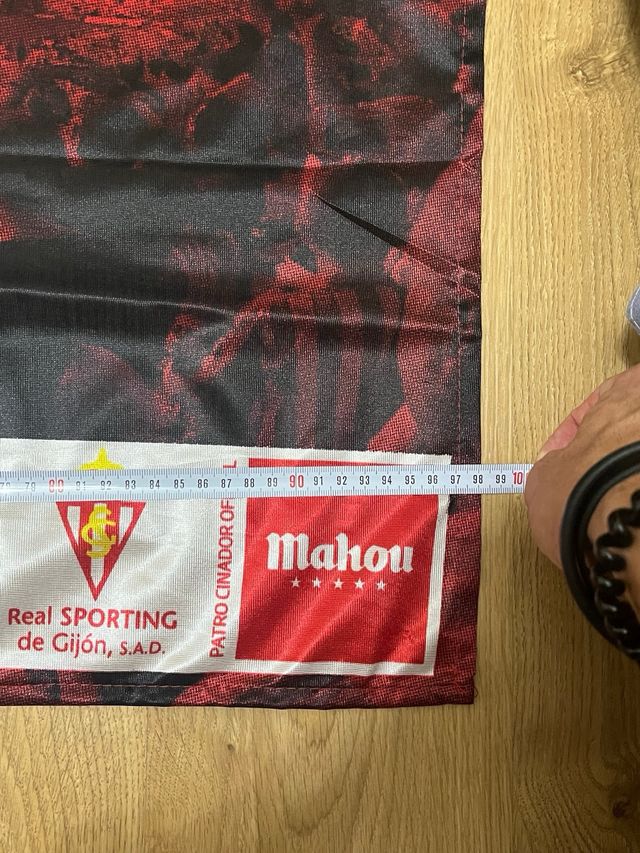 79 80 81 82 83 84 85 86 87 88 89 90 91 92 93 94 95 96 97 98 99 10
PATROCINADOR OF L
Mahou
Real SPORTING
de Gijón, S.A.D.